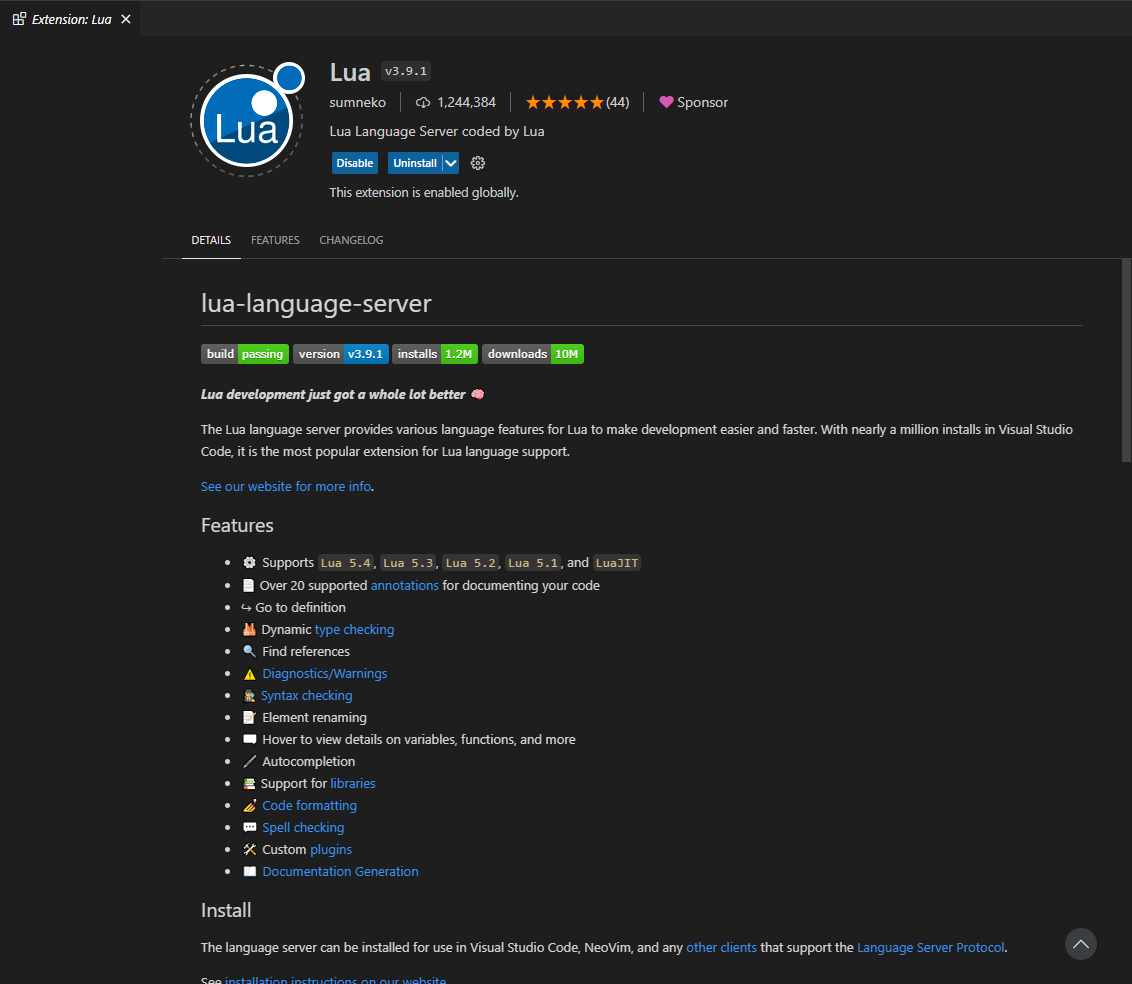 Extension: Lua
Lua
Lua v3.9.1
sumneko 1,244,384 ★★★★★(44) Sponsor
Lua Language Server coded by Lua
Disable Uninstall
This extension is enabled globally.
DETAILS FEATURES CHANGELOG
lua-language-server
build passing version v3.9.1 installs 1.2M downloads 10M
Lua development just got a whole lot better 🧠
The Lua language server provides various language features for Lua to make development easier and faster. With nearly a million installs in Visual Studio
Code, it is the most popular extension for Lua language support.
See our website for more info.
Features
• ⚙️ Supports Lua 5.4, Lua 5.3, Lua 5.2, Lua 5.1, and LuaJIT
• 📄 Over 20 supported annotations for documenting your code
• ↪ Go to definition
• 🦺 Dynamic type checking
• 🔍 Find references
• ⚠️ Diagnostics/Warnings
• 🕵️ Syntax checking
• 📝 Element renaming
• 🗨️ Hover to view details on variables, functions, and more
• 🖊️ Autocompletion
• 📚 Support for libraries
• 💅 Code formatting
• 💬 Spell checking
• 🛠️ Custom plugins
• 📖 Documentation Generation
Install
The language server can be installed for use in Visual Studio Code, NeoVim, and any other clients that support the Language Server Protocol.
See installation instructions on our website